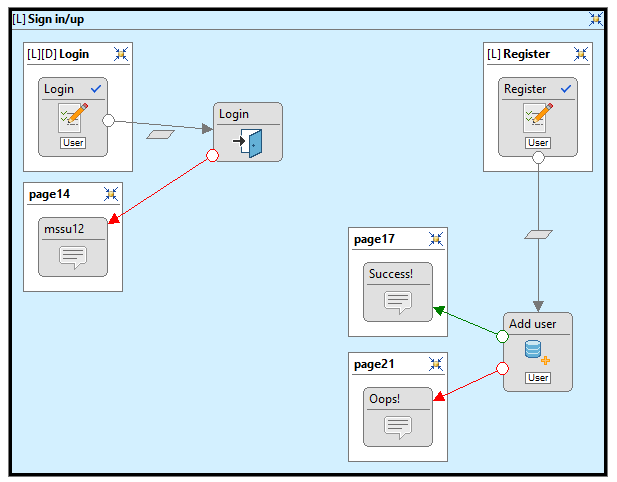 [L] Sign in/up
[L][D] Login
Login
User
Login
page14
mssu12
[L] Register
Register
User
page17
Success!
Add user
User
page21
Oops!